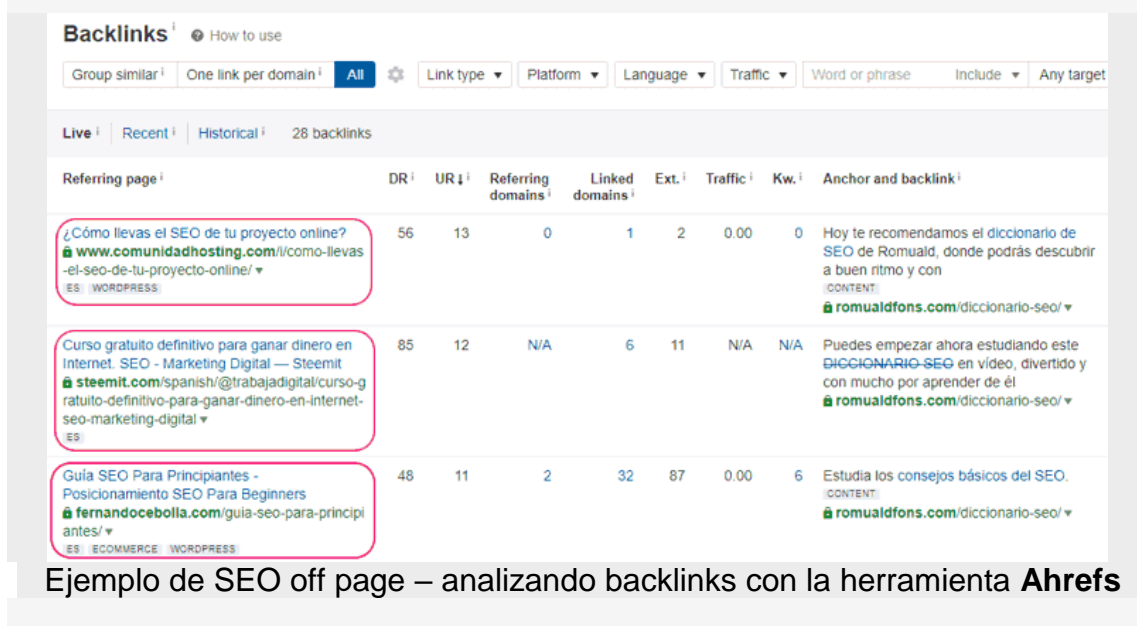 Backlinks i How to use
Group similar i One link per domain i All Link type Platform Language Traffic Word or phrase Include Any target
Live i Recent i Historical i 28 backlinks
Referring page i DR i UR ↓ i Referring domains i Linked domains i Ext. i Traffic i Kw. i Anchor and backlink i
¿Cómo llevas el SEO de tu proyecto online?
www.comunidadhosting.com/i/como-llevas
-el-seo-de-tu-proyecto-online/
ES WORDPRESS
56 13 0 1 2 0.00 0
Hoy te recomendamos el diccionario de
SEO de Romuald, donde podrás descubrir
a buen ritmo y con
CONTENT
romualdfons.com/diccionario-seo/
Curso gratuito definitivo para ganar dinero en
Internet. SEO - Marketing Digital — Steemit
steemit.com/spanish/@trabajadigital/curso-g
ratuito-definitivo-para-ganar-dinero-en-internet-
seo-marketing-digital
ES
85 12 N/A 6 11 N/A N/A
Puedes empezar ahora estudiando este
DICCIONARIO SEO en vídeo, divertido y
con mucho por aprender de él
romualdfons.com/diccionario-seo/
Guía SEO Para Principiantes -
Posicionamiento SEO Para Beginners
fernandocebolla.com/guia-seo-para-principi
antes/
ES ECOMMERCE WORDPRESS
48 11 2 32 87 0.00 6
Estudia los consejos básicos del SEO.
CONTENT
romualdfons.com/diccionario-seo/
Ejemplo de SEO off page – analizando backlinks con la herramienta Ahrefs